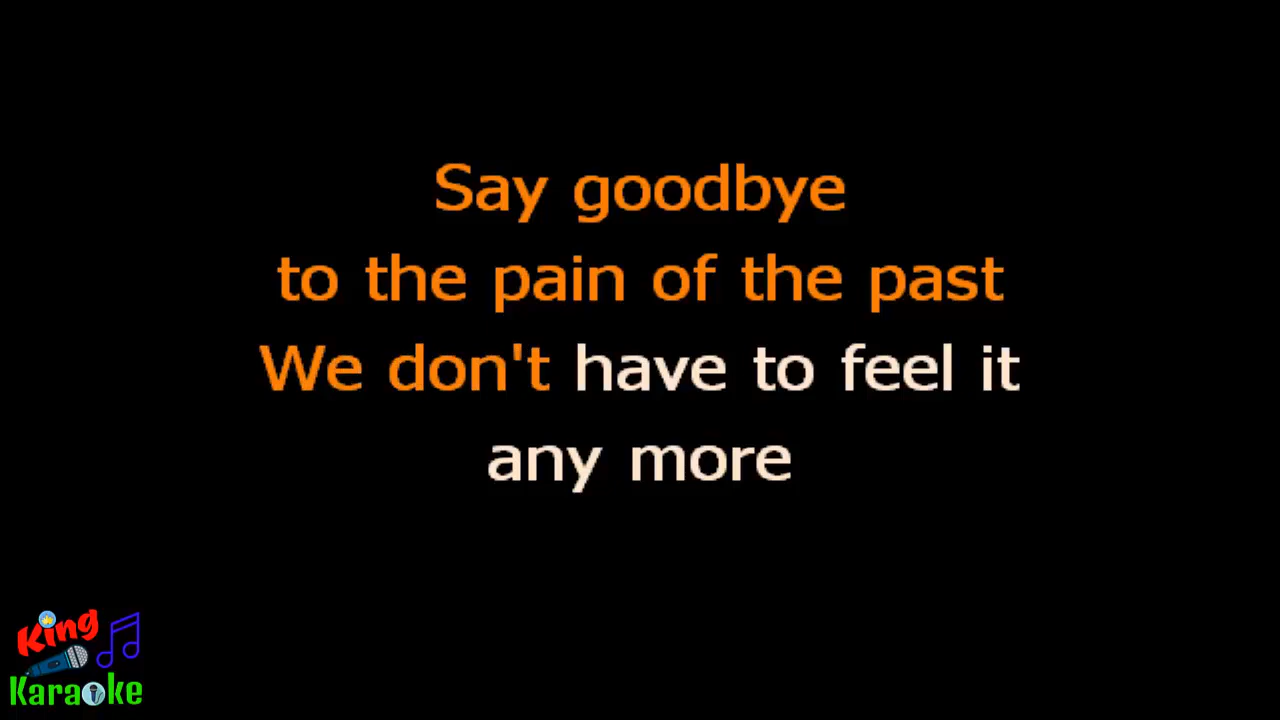 Say goodbye
to the pain of the past
We don't have to feel it
any more
King
Karaoke